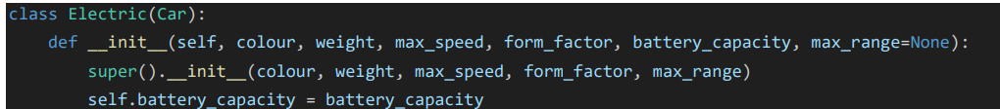 class Electric(Car):
    def __init__(self, colour, weight, max_speed, form_factor, battery_capacity, max_range=None):
        super().__init__(colour, weight, max_speed, form_factor, max_range)
        self.battery_capacity = battery_capacity